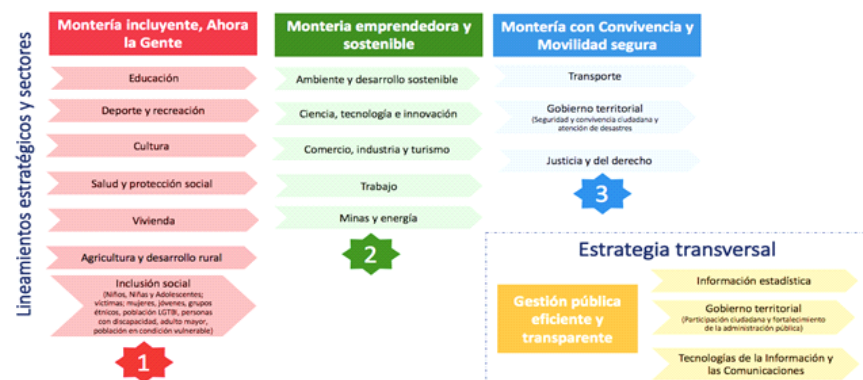 Lineamientos estratégicos y sectores
Montería incluyente, Ahora
la Gente
Educación
Deporte y recreación
Cultura
Salud y protección social
Vivienda
Agricultura y desarrollo rural
Inclusión social
(Niños, Niñas y Adolescentes;
víctimas; mujeres, jóvenes, grupos
étnicos, población LGTBI, personas
con discapacidad, adulto mayor,
población en condición vulnerable)
1
Monteria emprendedora y
sostenible
Ambiente y desarrollo sostenible
Ciencia, tecnología e innovación
Comercio, industria y turismo
Trabajo
Minas y energía
2
Montería con Convivencia y
Movilidad segura
Transporte
Gobierno territorial
(Seguridad y convivencia ciudadana y
atención de desastres
Justicia y del derecho
3
Estrategia transversal
Gestión pública
eficiente y
transparente
Información estadística
Gobierno territorial
(Participación ciudadana y fortalecimiento
de la administración pública)
Tecnologías de la Información y
las Comunicaciones